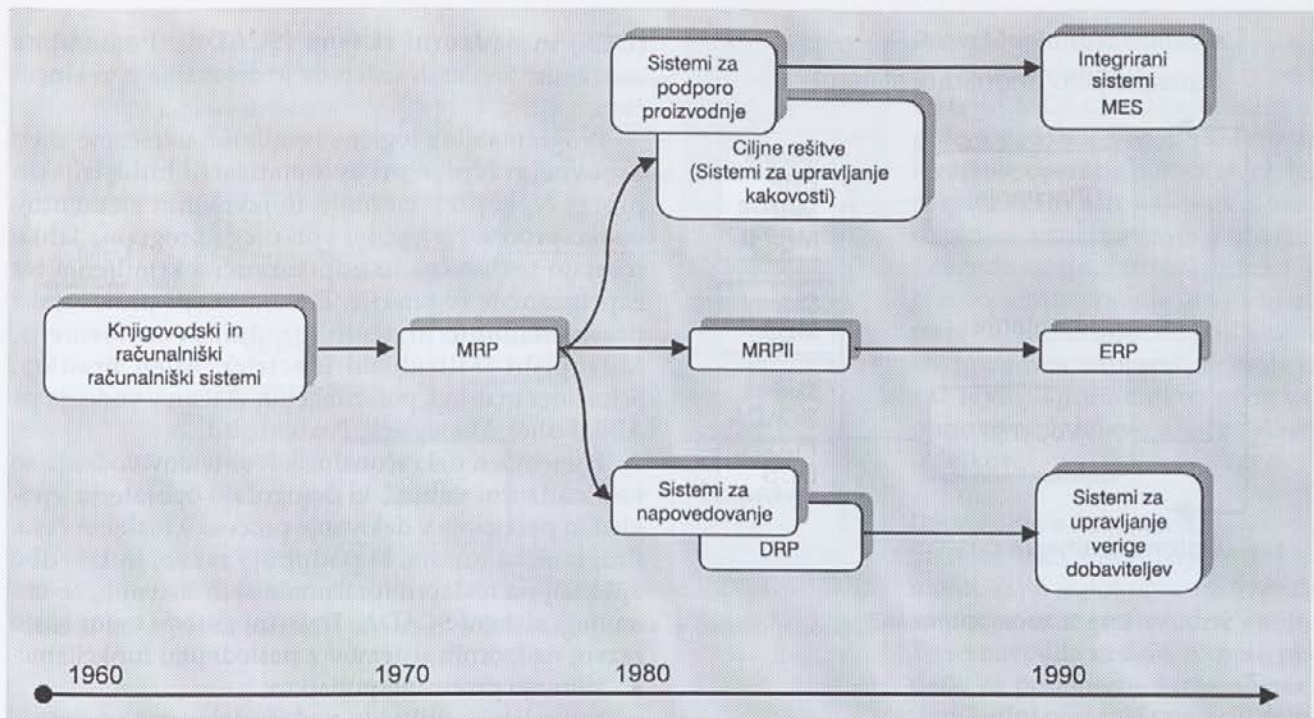 Sistemi za
podporo
proizvodnje
Integrirani
sistemi
MES
Ciljne rešitve
(Sistemi za upravljanje
kakovosti)
Knjigovodski in
računalniški
računalniški sistemi
MRP
MRPII
ERP
Sistemi za
napovedovanje
DRP
Sistemi za
upravljanje
verige
dobaviteljev
1960
1970
1980
1990